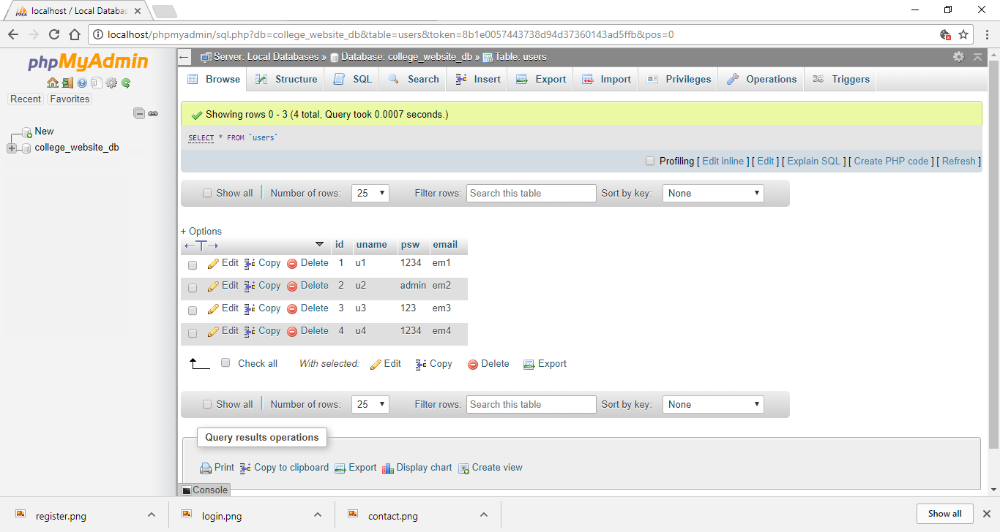 localhost / Local Databas
localhost/phpmyadmin/sql.php?db=college_website_db&table=users&token=8b1e0057443738d94d37360143ad5ffb&pos=0
phpMyAdmin
Recent Favorites
New
college_website_db
Server: Local Databases » Database: college_website_db » Table: users
Browse Structure SQL Search Insert Export Import Privileges Operations Triggers
Showing rows 0 - 3 (4 total, Query took 0.0007 seconds.)
SELECT * FROM `users`
Profiling [ Edit inline ] [ Edit ] [ Explain SQL ] [ Create PHP code ] [ Refresh ]
Show all Number of rows: 25 Filter rows: Search this table Sort by key: None
+ Options
id uname psw email
Edit Copy Delete 1 u1 1234 em1
Edit Copy Delete 2 u2 admin em2
Edit Copy Delete 3 u3 123 em3
Edit Copy Delete 4 u4 1234 em4
Check all With selected: Edit Copy Delete Export
Show all Number of rows: 25 Filter rows: Search this table Sort by key: None
Query results operations
Print Copy to clipboard Export Display chart Create view
Console
register.png login.png contact.png Show all